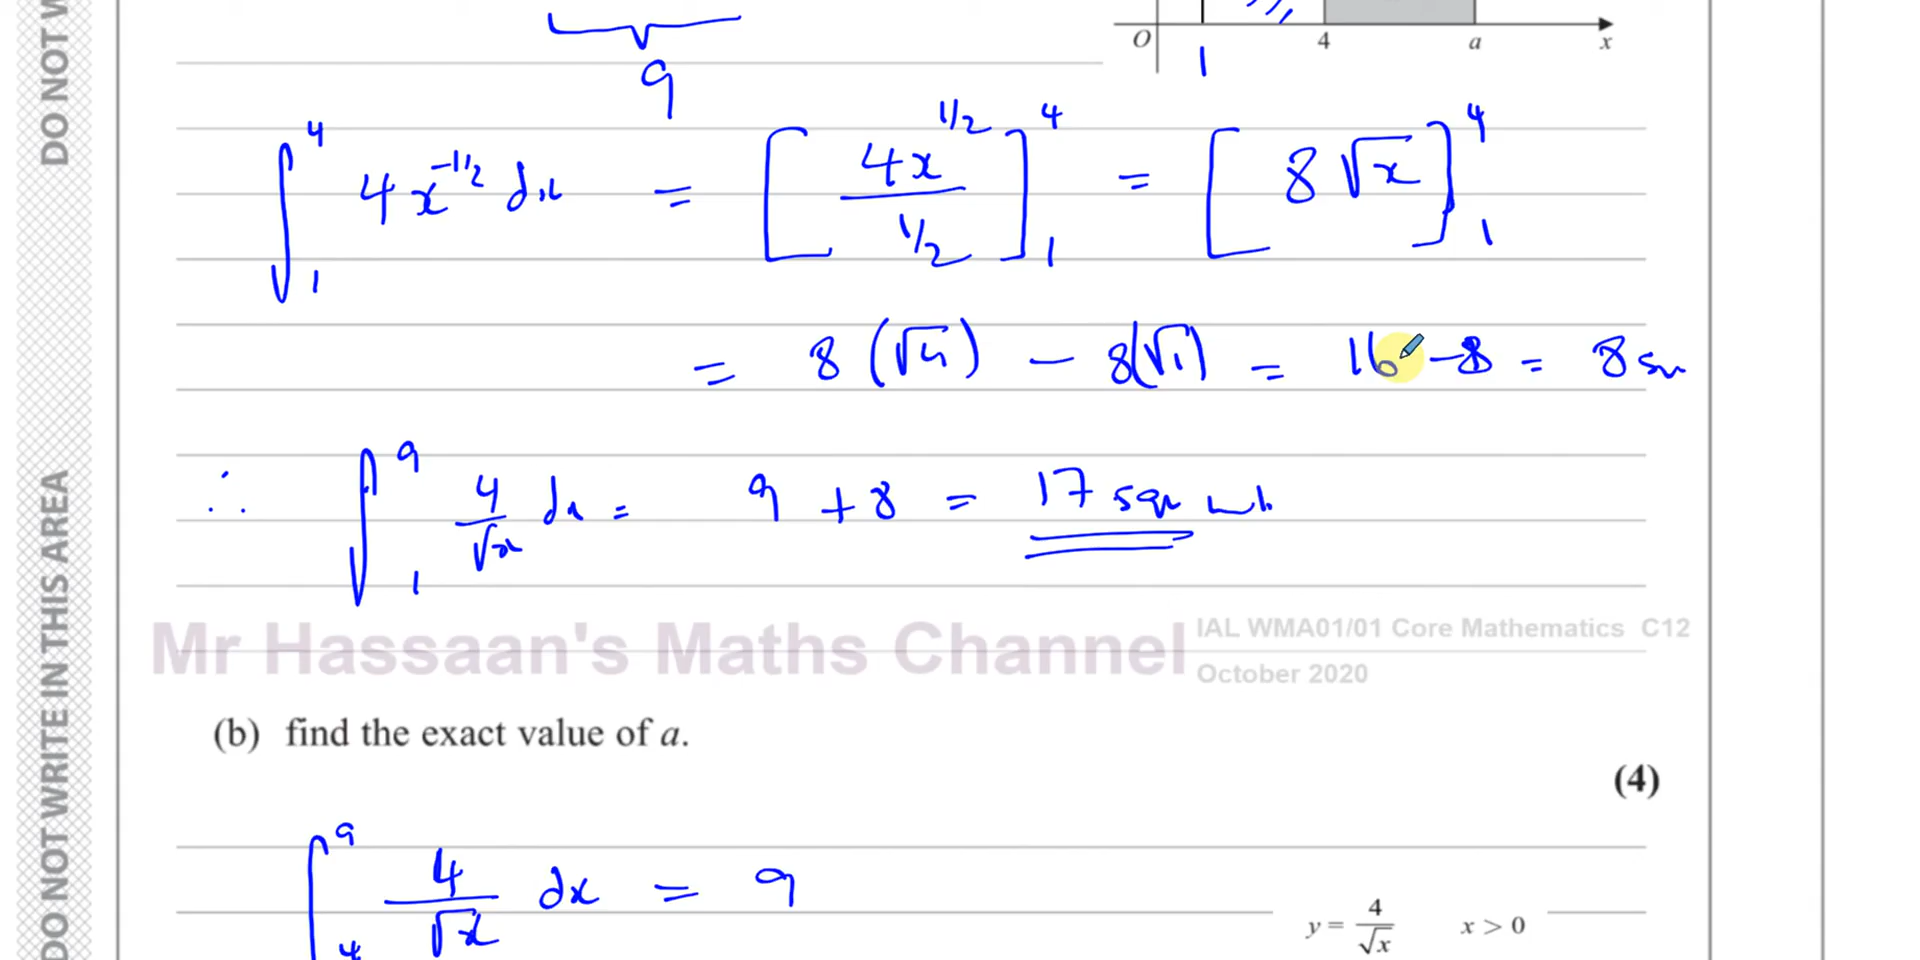 9
O 1 4 a x
∫₁⁴ 4x^{-1/2} dx = [4x^{1/2} / 1/2]₁⁴ = [8√x]₁⁴
= 8(√4) − 8(√1) = 16 − 8 = 8
∴ ∫₁^a 4/√x dx = 9 + 8 = 17
Mr Hassaan's Maths Channel
IAL WMA01/01 Core Mathematics C12
October 2020
(b) find the exact value of a.
(4)
∫₄^a 4/√x dx = 9
y = 4/√x x > 0
DO NOT W
DO NOT WRITE IN THIS AREA